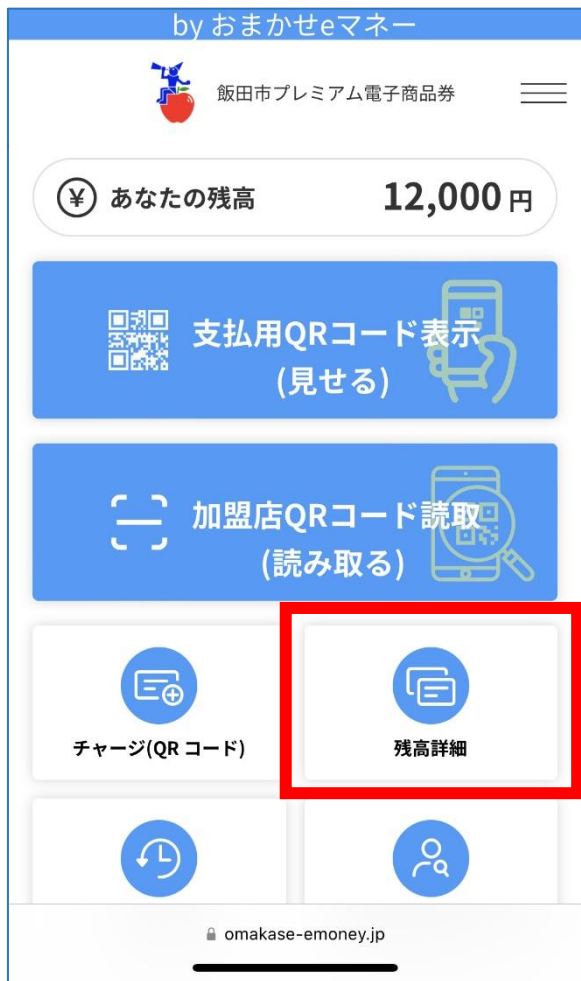 by おまかせeマネー
飯田市プレミアム電子商品券
¥ あなたの残高 12,000 円
支払用QRコード表示
(見せる)
加盟店QRコード読取
(読み取る)
チャージ(QR コード)
残高詳細
omakase-emoney.jp